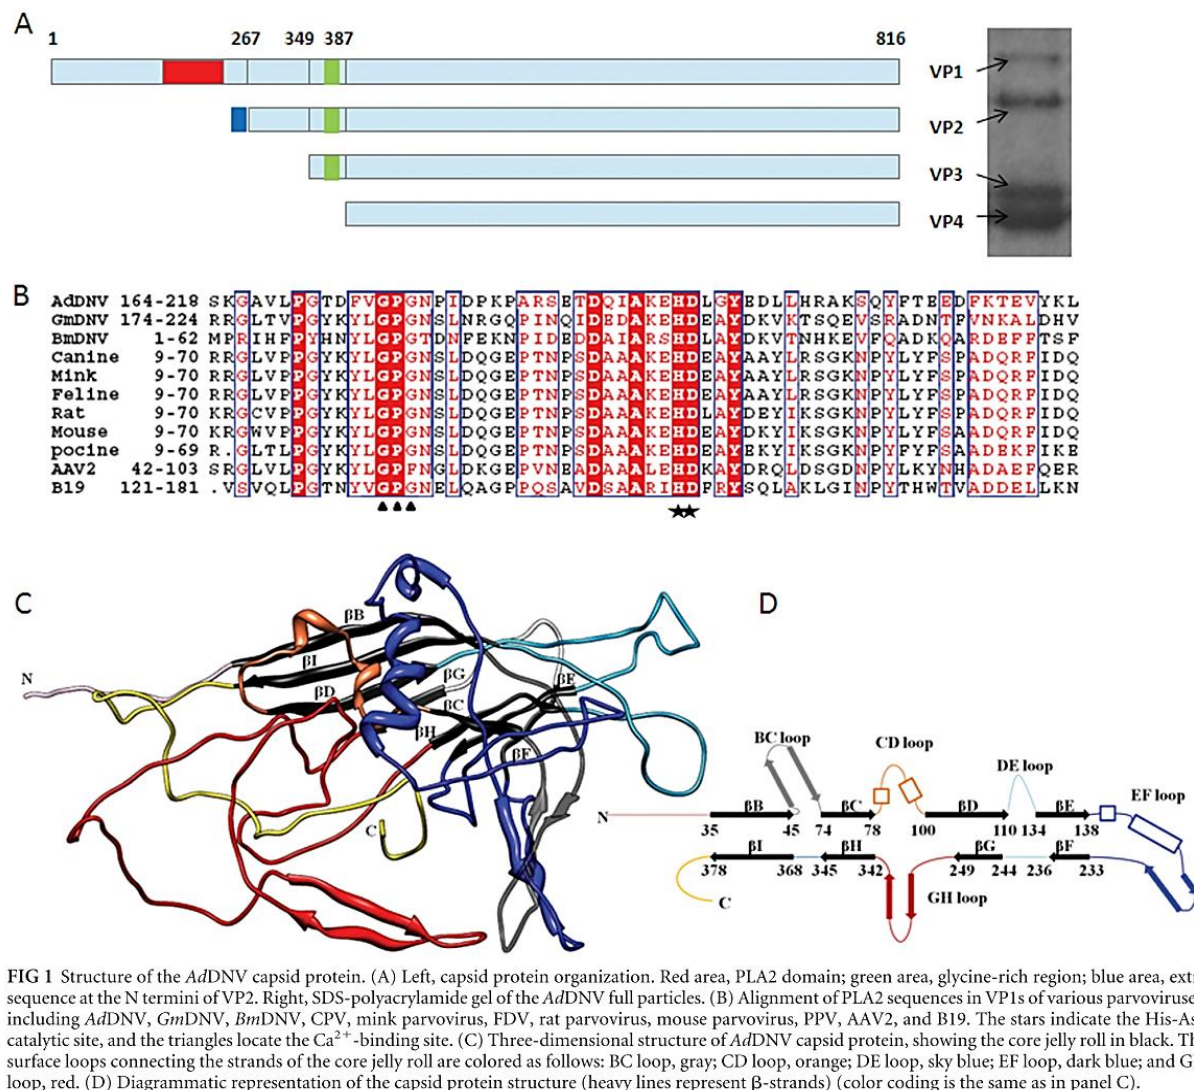 A
1 267 349 387 816
VP1
VP2
VP3
VP4
B
AdDNV 164-218 SKGAVLPGTDFVGPGNPIDPKPARSETDQIAKEHDLGYEDLLHRAKSQYFTEEDFKTEVYKL
GmDNV 174-224 RRGLTVPGYKYLGPGNSLNRGQPINQIDEDAKEHDEAYDKVKTSQEVSRADNTFVNKALDHV
BmDNV 1-62 MPRIHFPYHNYLGPGTDNFEKNPIDEDDAIARSHDLAYDKVTNHKEVFQADKQARDEFFTSF
Canine 9-70 RRGLVPPGYKYLGPGNSLDQGEPTNPSDAAAKEHDEAYAAYLRSGKNPYLYFSPADQRFIDQ
Mink 9-70 RRGLVPPGYKYLGPGNSLDQGEPTNPSDAAAKEHDEAYAAYLRSGKNPYLYFSPADQRFIDQ
Feline 9-70 RRGLVPPGYKYLGPGNSLDQGEPTNPSDAAAKEHDEAYAAYLRSGKNPYLYFSPADQRFIDQ
Rat 9-70 KRGCVPPGYKYLGPGNSLDQGEPTNPSDAAAKEHDLAYDEYIKSGKNPYLYFSPADQRFIDQ
Mouse 9-70 KRGWVPPGYKYLGPGNSLDQGEPTNPSDAAAKEHDEAYDKYIKSGKNPYLYFSAADQRFIDQ
pocine 9-69 R.GLTLPGYKYLGPGNSLDQGEPTNPSDAAAKEHDEAYDKYIKSGKNPYFYFSAADEKFIKE
AAV2 42-103 SRGLVLPGYKYLGPFNGLDKGEPVNEADAAALEHDKAYDRQLDSGDNPYLKYNHADAEFQER
B19 121-181 .VSVQLPGTNYVGPGNELQAGPPQSAVDSAARIHDFRYSQLAKLGINPYTHWTVADDELLKN
C
N
βB
βI
βD
βG
βC
βH
βE
βF
C
D
BC loop
CD loop
DE loop
EF loop
N
βB βC βD βE
35 45 74 78 100 110 134 138
βI βH βG βF
378 368 345 342 249 244 236 233
GH loop
C
FIG 1 Structure of the AdDNV capsid protein. (A) Left, capsid protein organization. Red area, PLA2 domain; green area, glycine-rich region; blue area, extr
sequence at the N termini of VP2. Right, SDS-polyacrylamide gel of the AdDNV full particles. (B) Alignment of PLA2 sequences in VP1s of various parvoviruse
including AdDNV, GmDNV, BmDNV, CPV, mink parvovirus, FDV, rat parvovirus, mouse parvovirus, PPV, AAV2, and B19. The stars indicate the His-As
catalytic site, and the triangles locate the Ca2+-binding site. (C) Three-dimensional structure of AdDNV capsid protein, showing the core jelly roll in black. Th
surface loops connecting the strands of the core jelly roll are colored as follows: BC loop, gray; CD loop, orange; DE loop, sky blue; EF loop, dark blue; and G
loop, red. (D) Diagrammatic representation of the capsid protein structure (heavy lines represent β-strands) (color coding is the same as in panel C).